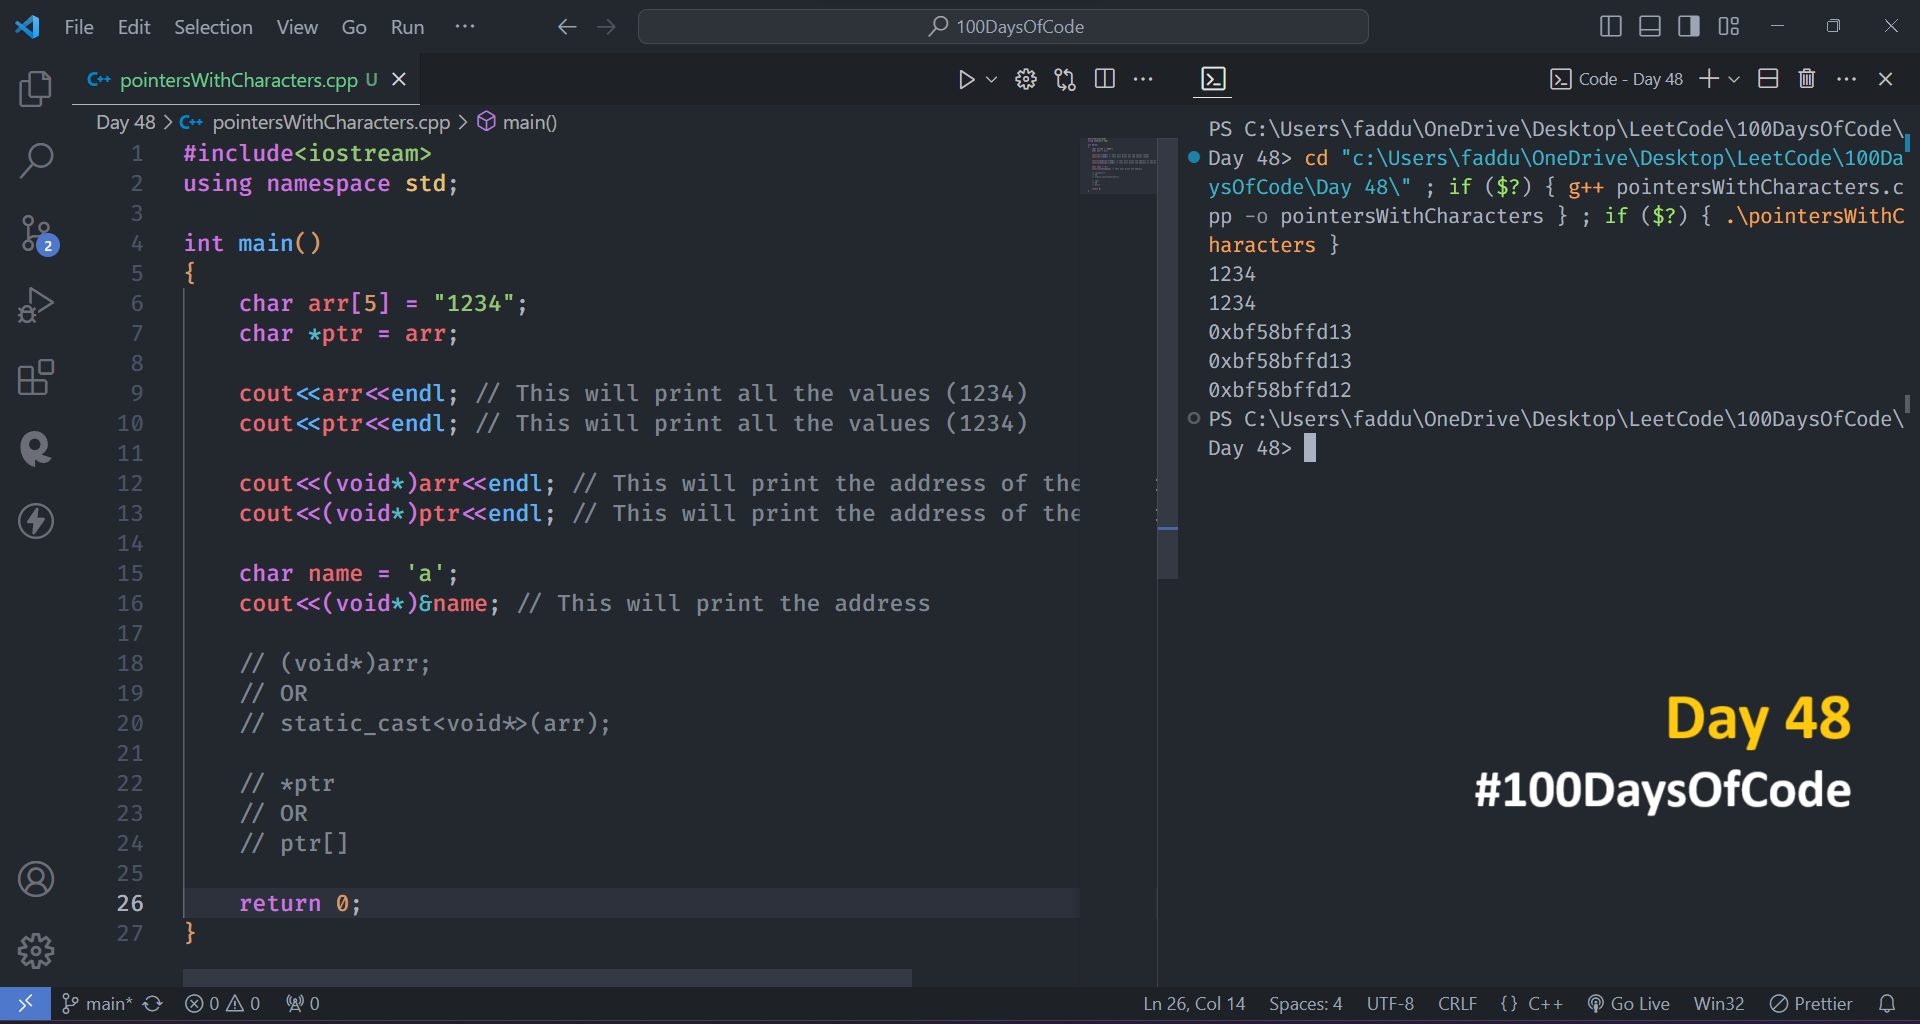 File Edit Selection View Go Run ··· 100DaysOfCode
pointersWithCharacters.cpp U
Day 48 > pointersWithCharacters.cpp > main()
1 #include<iostream>
2 using namespace std;
3
4 int main()
5 {
6 char arr[5] = "1234";
7 char *ptr = arr;
8
9 cout<<arr<<endl; // This will print all the values (1234)
10 cout<<ptr<<endl; // This will print all the values (1234)
11
12 cout<<(void*)arr<<endl; // This will print the address of the
13 cout<<(void*)ptr<<endl; // This will print the address of the
14
15 char name = 'a';
16 cout<<(void*)&name; // This will print the address
17
18 // (void*)arr;
19 // OR
20 // static_cast<void*>(arr);
21
22 // *ptr
23 // OR
24 // ptr[]
25
26 return 0;
27 }
2
Code - Day 48
PS C:\Users\faddu\OneDrive\Desktop\LeetCode\100DaysOfCode\
Day 48> cd "c:\Users\faddu\OneDrive\Desktop\LeetCode\100Da
ysOfCode\Day 48\" ; if ($?) { g++ pointersWithCharacters.c
pp -o pointersWithCharacters } ; if ($?) { .\pointersWithC
haracters }
1234
1234
0xbf58bffd13
0xbf58bffd13
0xbf58bffd12
PS C:\Users\faddu\OneDrive\Desktop\LeetCode\100DaysOfCode\
Day 48>
Day 48
#100DaysOfCode
main* 0 0 0 Ln 26, Col 14 Spaces: 4 UTF-8 CRLF {} C++ Go Live Win32 Prettier